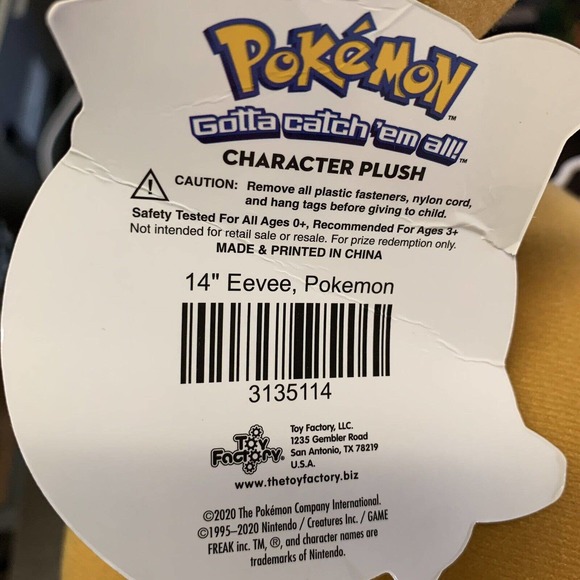 POKéMON™
Gotta catch 'em all!™
CHARACTER PLUSH
CAUTION: Remove all plastic fasteners, nylon cord,
and hang tags before giving to child.
Safety Tested For All Ages 0+, Recommended For Ages 3+
Not intended for retail sale or resale. For prize redemption only.
MADE & PRINTED IN CHINA
14" Eevee, Pokemon
3135114
Toy Factory®
Toy Factory, LLC.
1235 Gembler Road
San Antonio, TX 78219
U.S.A.
www.thetoyfactory.biz
©2020 The Pokémon Company International.
©1995–2020 Nintendo / Creatures Inc. / GAME
FREAK inc. TM, ®, and character names are
trademarks of Nintendo.